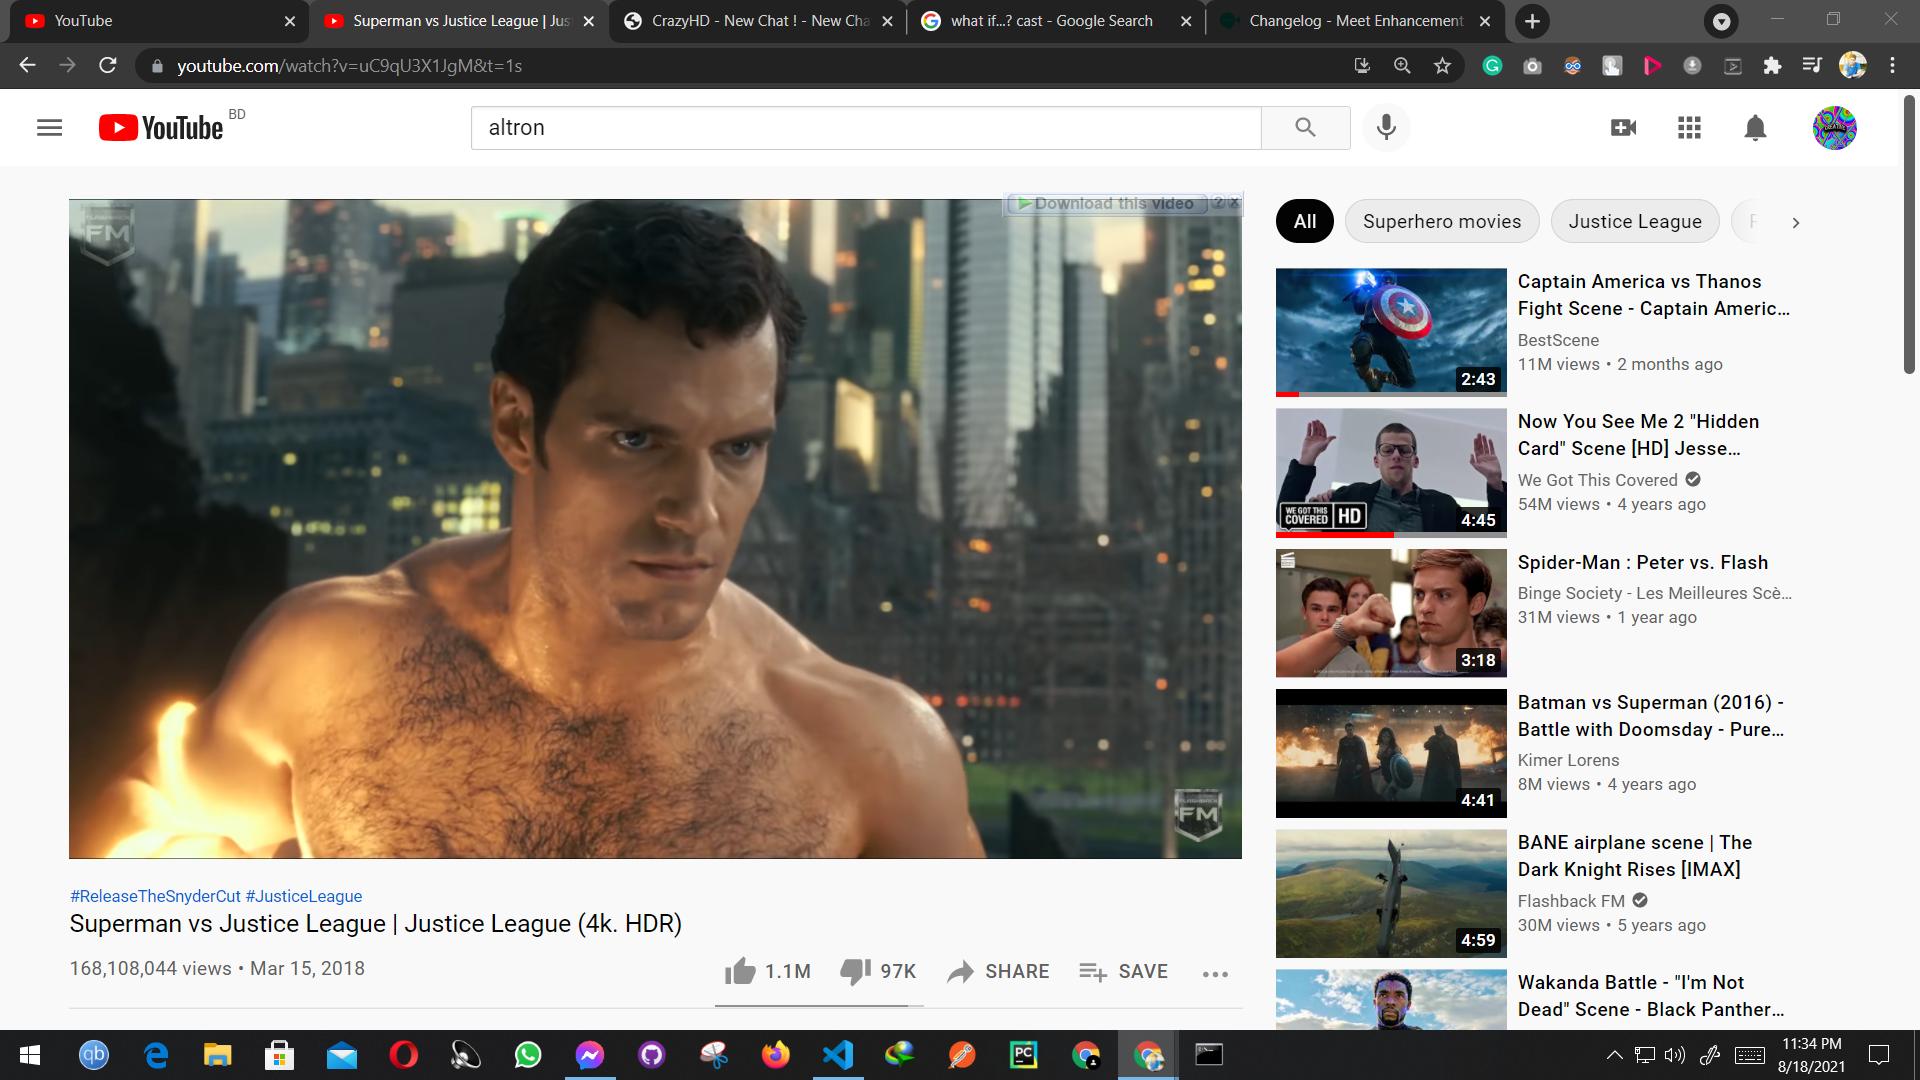 YouTube
Superman vs Justice League | Jus
CrazyHD - New Chat ! - New Cha
what if...? cast - Google Search
Changelog - Meet Enhancement
youtube.com/watch?v=uC9qU3X1JgM&t=1s
YouTube BD
altron
Download this video
FLASHBACK
FM
FLASHBACK
FM
#ReleaseTheSnyderCut #JusticeLeague
Superman vs Justice League | Justice League (4k. HDR)
168,108,044 views • Mar 15, 2018
1.1M
97K
SHARE
SAVE
All
Superhero movies
Justice League
2:43
Captain America vs Thanos
Fight Scene - Captain Americ...
BestScene
11M views • 2 months ago
WE GOT THIS
COVERED HD
4:45
Now You See Me 2 "Hidden
Card" Scene [HD] Jesse...
We Got This Covered
54M views • 4 years ago
3:18
Spider-Man : Peter vs. Flash
Binge Society - Les Meilleures Scè...
31M views • 1 year ago
4:41
Batman vs Superman (2016) -
Battle with Doomsday - Pure...
Kimer Lorens
8M views • 4 years ago
4:59
BANE airplane scene | The
Dark Knight Rises [IMAX]
Flashback FM
30M views • 5 years ago
Wakanda Battle - "I'm Not
Dead" Scene - Black Panther...
qb
PC
11:34 PM
8/18/2021